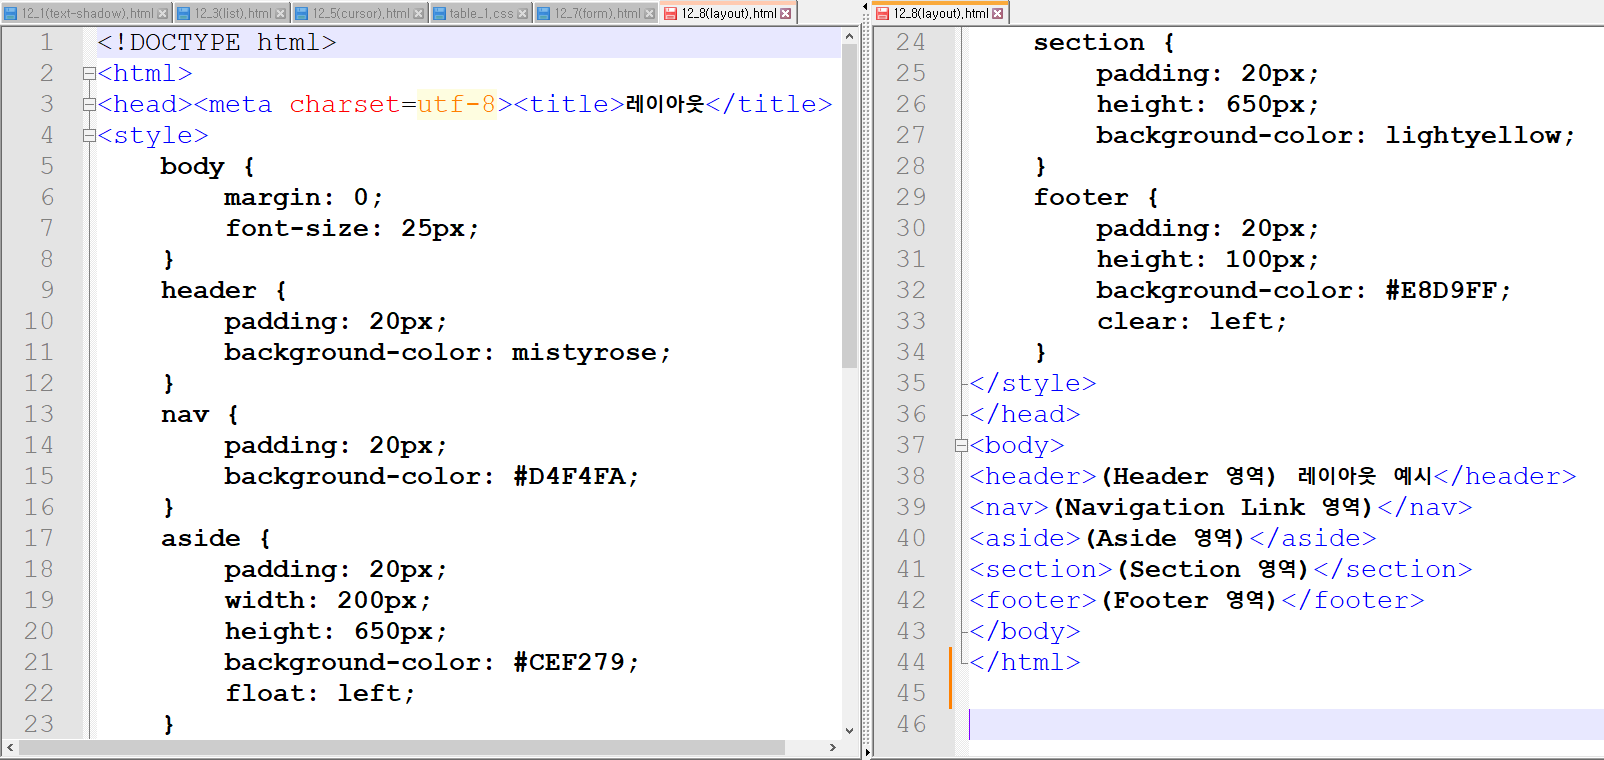 12_1(text-shadow).html 12_3(list).html 12_5(cursor).html table_1.css 12_7(form).html 12_8(layout).html
1 <!DOCTYPE html>
2 <html>
3 <head><meta charset=utf-8><title>레이아웃</title>
4 <style>
5 body {
6 margin: 0;
7 font-size: 25px;
8 }
9 header {
10 padding: 20px;
11 background-color: mistyrose;
12 }
13 nav {
14 padding: 20px;
15 background-color: #D4F4FA;
16 }
17 aside {
18 padding: 20px;
19 width: 200px;
20 height: 650px;
21 background-color: #CEF279;
22 float: left;
23 }
12_8(layout).html
24 section {
25 padding: 20px;
26 height: 650px;
27 background-color: lightyellow;
28 }
29 footer {
30 padding: 20px;
31 height: 100px;
32 background-color: #E8D9FF;
33 clear: left;
34 }
35 </style>
36 </head>
37 <body>
38 <header>(Header 영역) 레이아웃 예시</header>
39 <nav>(Navigation Link 영역)</nav>
40 <aside>(Aside 영역)</aside>
41 <section>(Section 영역)</section>
42 <footer>(Footer 영역)</footer>
43 </body>
44 </html>
45
46